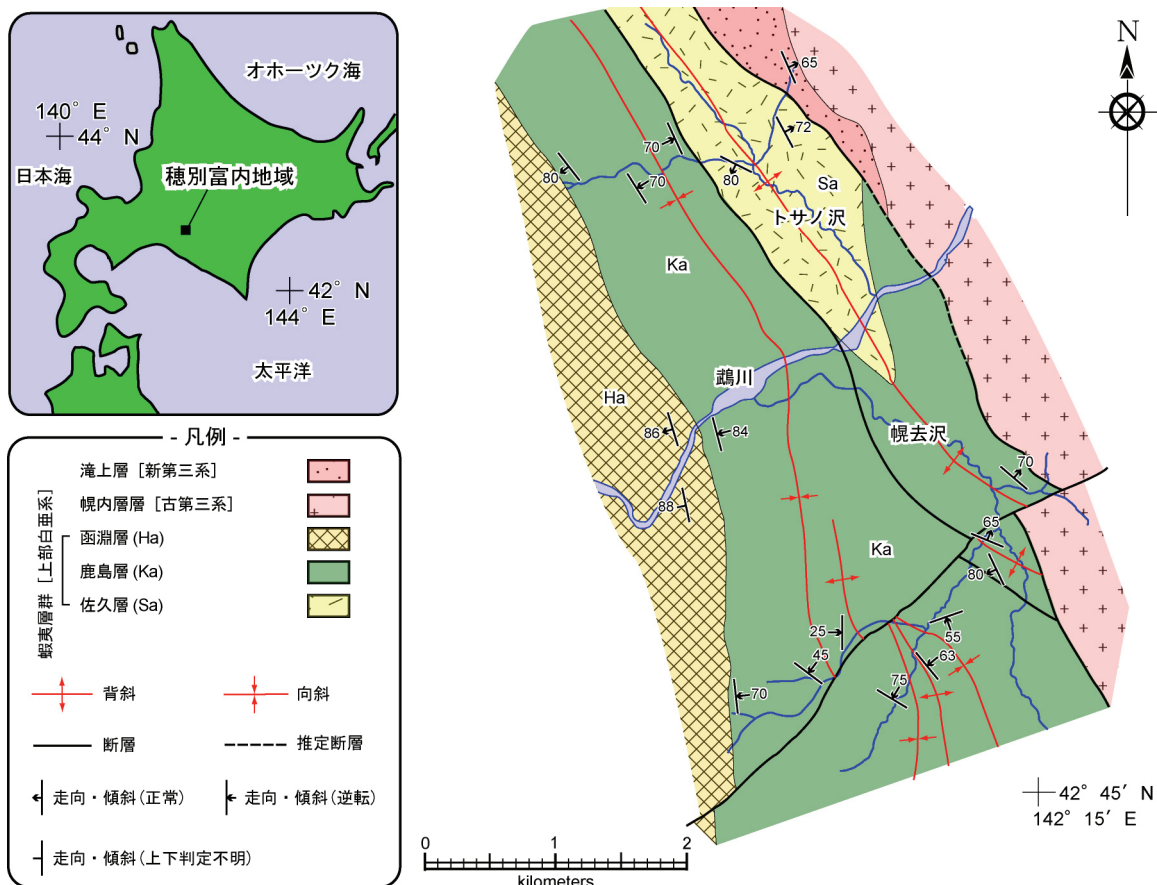 オホーツク海
140° E
44° N
日本海
穂別富内地域
42° N
144° E
太平洋
- 凡例 -
滝上層 [新第三系]
幌内層層 [古第三系]
函淵層 (Ha)
鹿島層 (Ka)
佐久層 (Sa)
蝦夷層群 [上部白亜系]
背斜
向斜
断層
推定断層
走向・傾斜(正常)
走向・傾斜(逆転)
走向・傾斜(上下判定不明)
N
65
72
70
80
70
80
Sa
トサノ沢
Ka
鵡川
Ha
86
84
幌去沢
70
88
65
Ka
80
25
55
45
63
75
70
42° 45′ N
142° 15′ E
0
1
2
kilometers